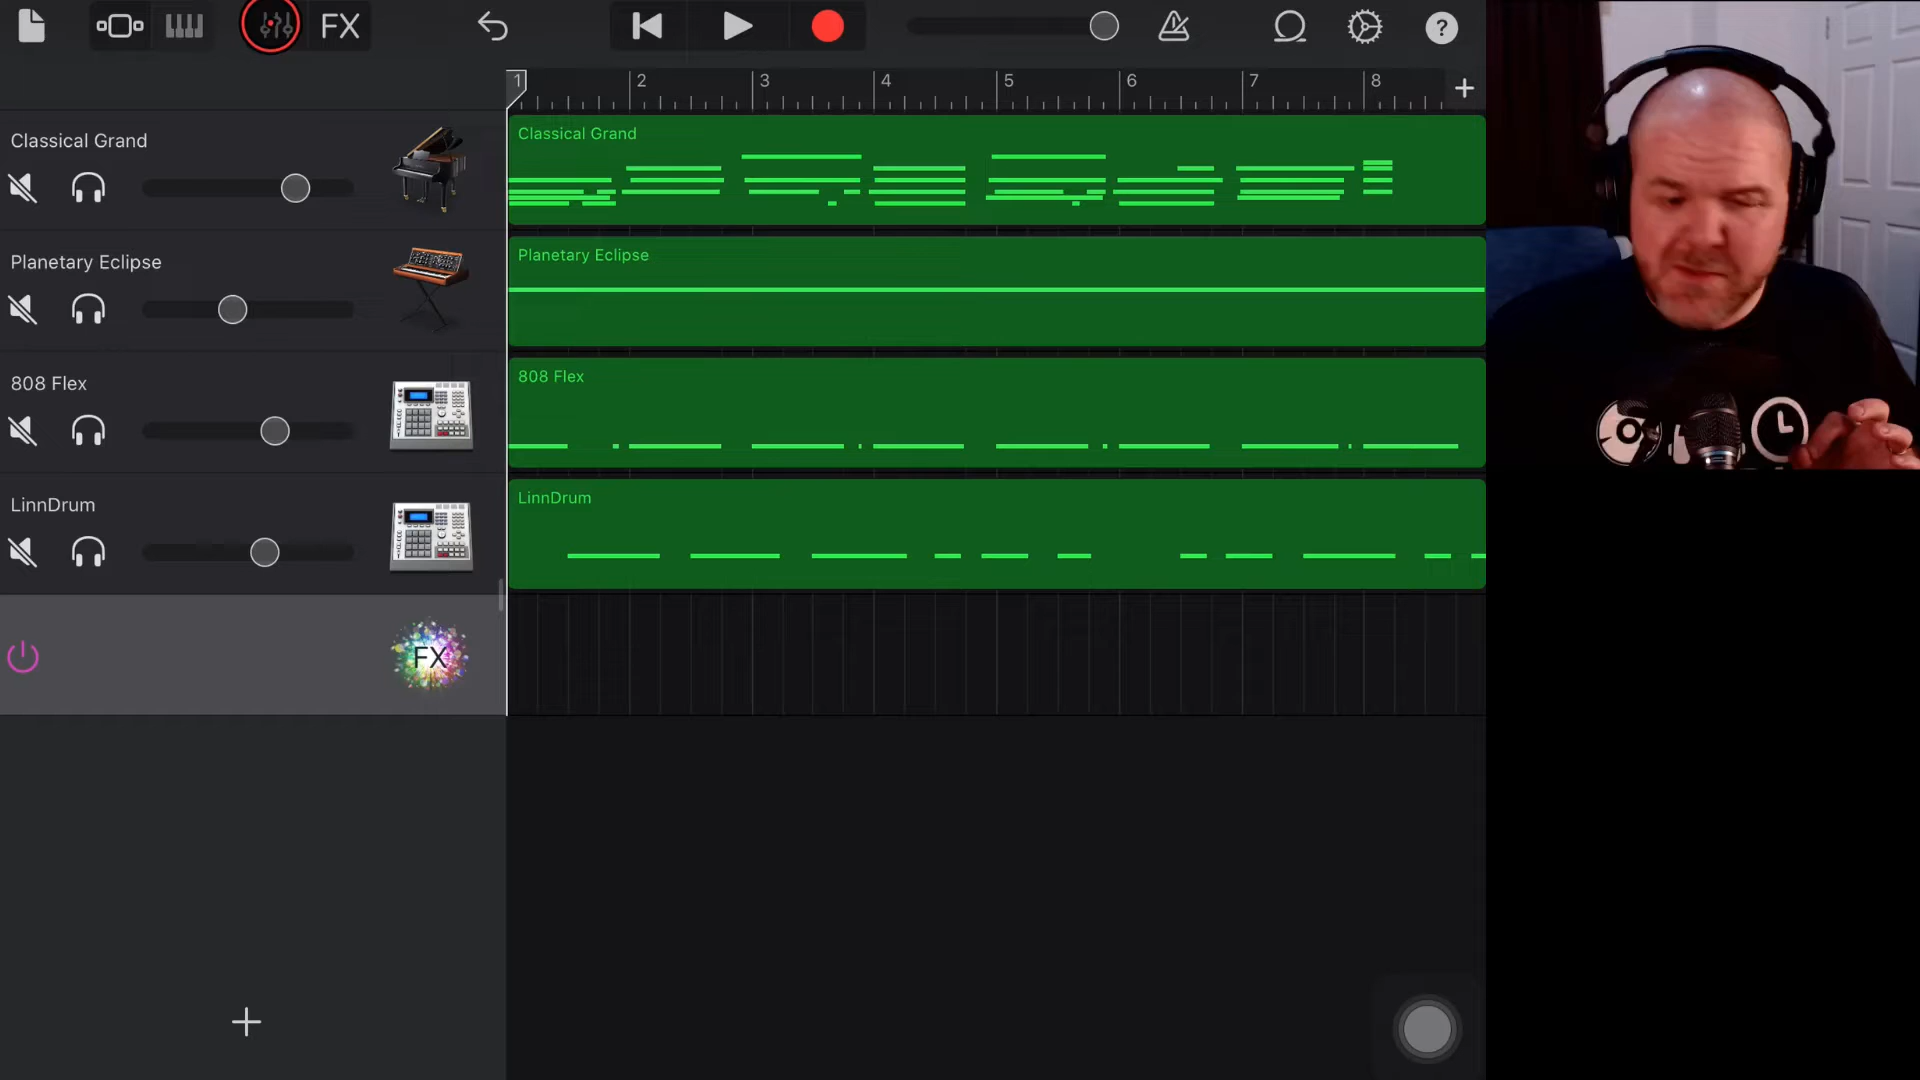 FX
?
1 2 3 4 5 6 7 8
Classical Grand
Classical Grand
Planetary Eclipse
Planetary Eclipse
808 Flex
808 Flex
LinnDrum
LinnDrum
FX